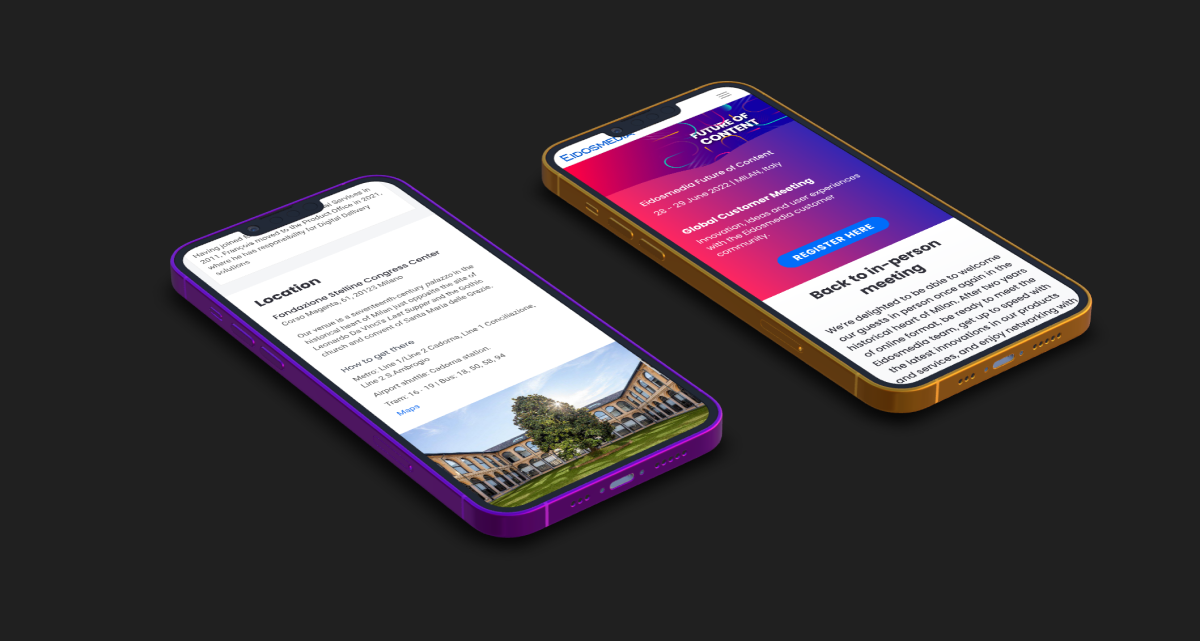 Having joined
al Services in
2011, François moved to the Product Office in 2021,
where he has responsibility for Digital Delivery
solutions
Location
Fondazione Stelline Congress Center
Corso Magenta, 61, 20123 Milano
Our venue is a seventeenth-century palazzo in the
historical heart of Milan just opposite the site of
Leonardo Da Vinci's Last Supper and the Gothic
church and convent of Santa Maria delle Grazie.
How to get there
Metro: Line 1/Line 2 Cadorna, Line 1 Conciliazione,
Line 2 S.Ambrogio
Airport shuttle: Cadorna station
Tram: 16 - 19 | Bus: 18, 50, 58, 94
Maps
EIDOSMEDIA
FUTURE OF
CONTENT
Eidosmedia Future of Content
28 - 29 June 2022 | MILAN, Italy
Global Customer Meeting
Innovation, ideas and user experiences
with the Eidosmedia customer
community.
REGISTER HERE
Back to in-person
meeting
We're delighted to be able to welcome
our guests in person once again in the
historical heart of Milan. After two years
of online format, be ready to meet the
Eidosmedia team, get up to speed with
the latest innovations in our products
and services, and enjoy networking with